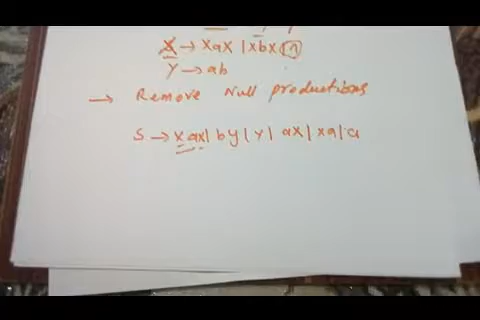 X → XaX | XbX | ∧
Y → ab
→ Remove Null productions
S → XaX | by | Y | aX | Xa | a